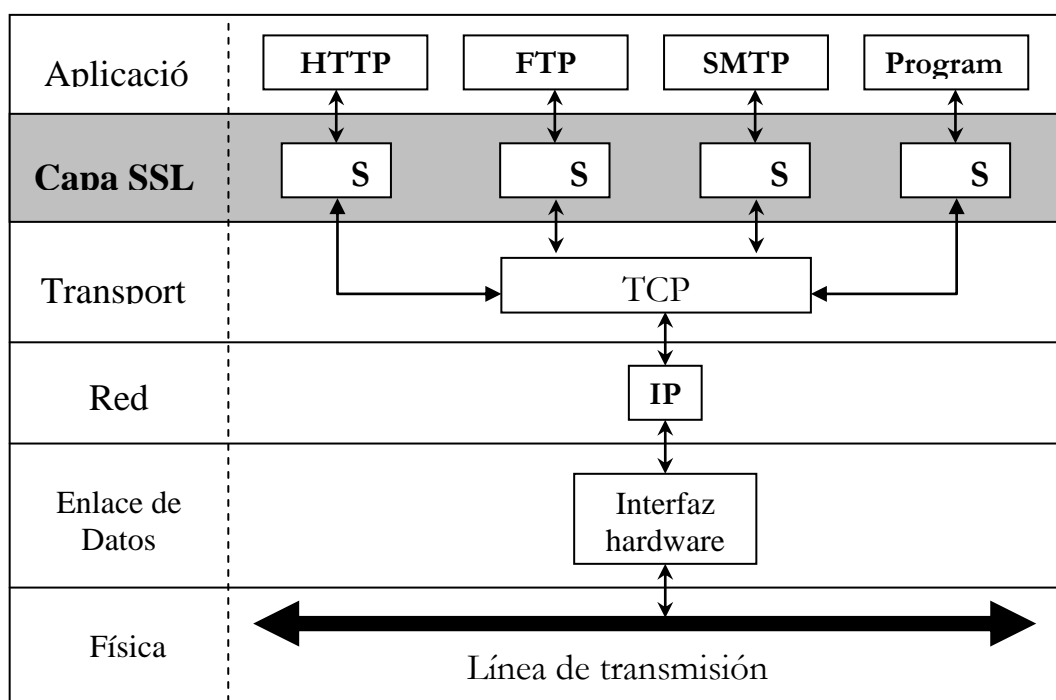 Aplicació
HTTP
FTP
SMTP
Program
Capa SSL
S
S
S
S
Transport
TCP
Red
IP
Enlace de
Datos
Interfaz
hardware
Física
Línea de transmisión